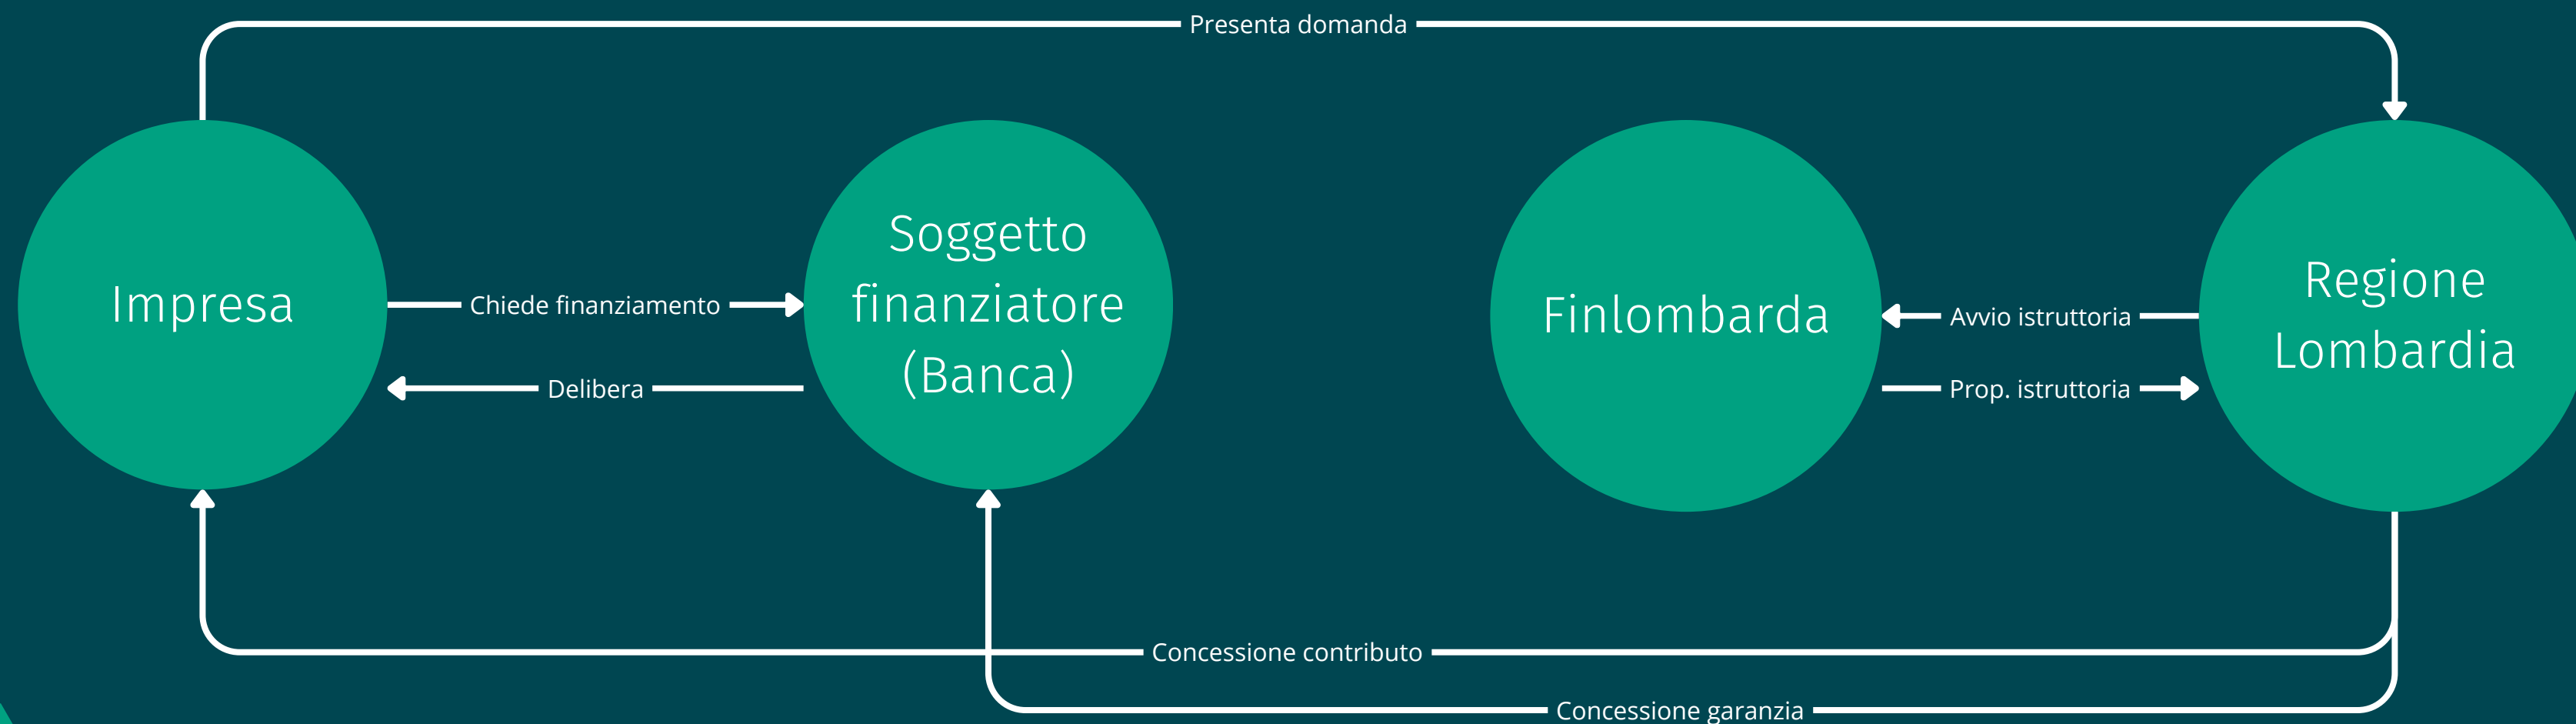 Presenta domanda
Impresa
Chiede finanziamento
Delibera
Soggetto
finanziatore
(Banca)
Finlombarda
Avvio istruttoria
Prop. istruttoria
Regione
Lombardia
Concessione contributo
Concessione garanzia